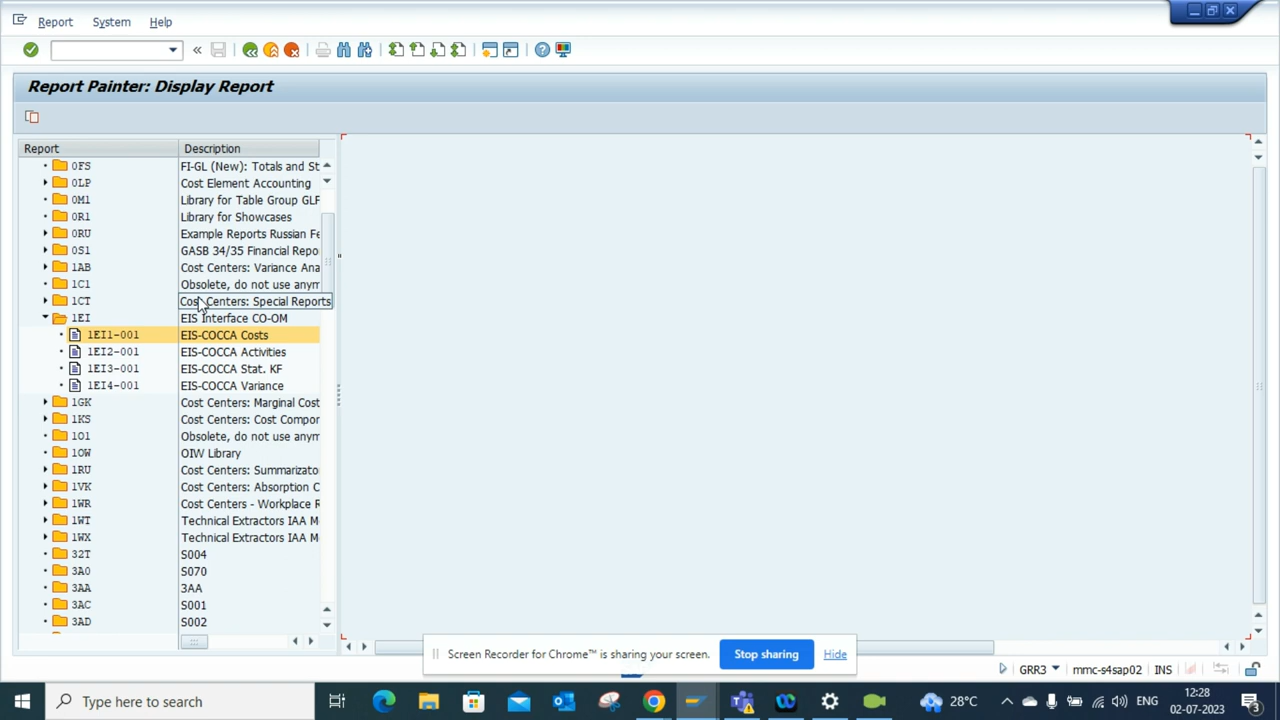 Report System Help
Report Painter: Display Report
Report Description
0FS FI-GL (New): Totals and St
0LP Cost Element Accounting
0M1 Library for Table Group GLF
0R1 Library for Showcases
0RU Example Reports Russian Fe
0S1 GASB 34/35 Financial Repo
1AB Cost Centers: Variance Ana
1C1 Obsolete, do not use anym
1CT Cost Centers: Special Reports
1EI EIS Interface CO-OM
1EI1-001 EIS-COCCA Costs
1EI2-001 EIS-COCCA Activities
1EI3-001 EIS-COCCA Stat. KF
1EI4-001 EIS-COCCA Variance
1GK Cost Centers: Marginal Cost
1KS Cost Centers: Cost Compor
1O1 Obsolete, do not use anym
1OW OIW Library
1RU Cost Centers: Summarizato
1VK Cost Centers: Absorption C
1WR Cost Centers - Workplace R
1WT Technical Extractors IAA M
1WX Technical Extractors IAA M
32T S004
3A0 S070
3AA 3AA
3AC S001
3AD S002
Screen Recorder for Chrome™ is sharing your screen. Stop sharing Hide
GRR3 mmc-s4sap02 INS
Type here to search
28°C ENG 12:28
02-07-2023 3